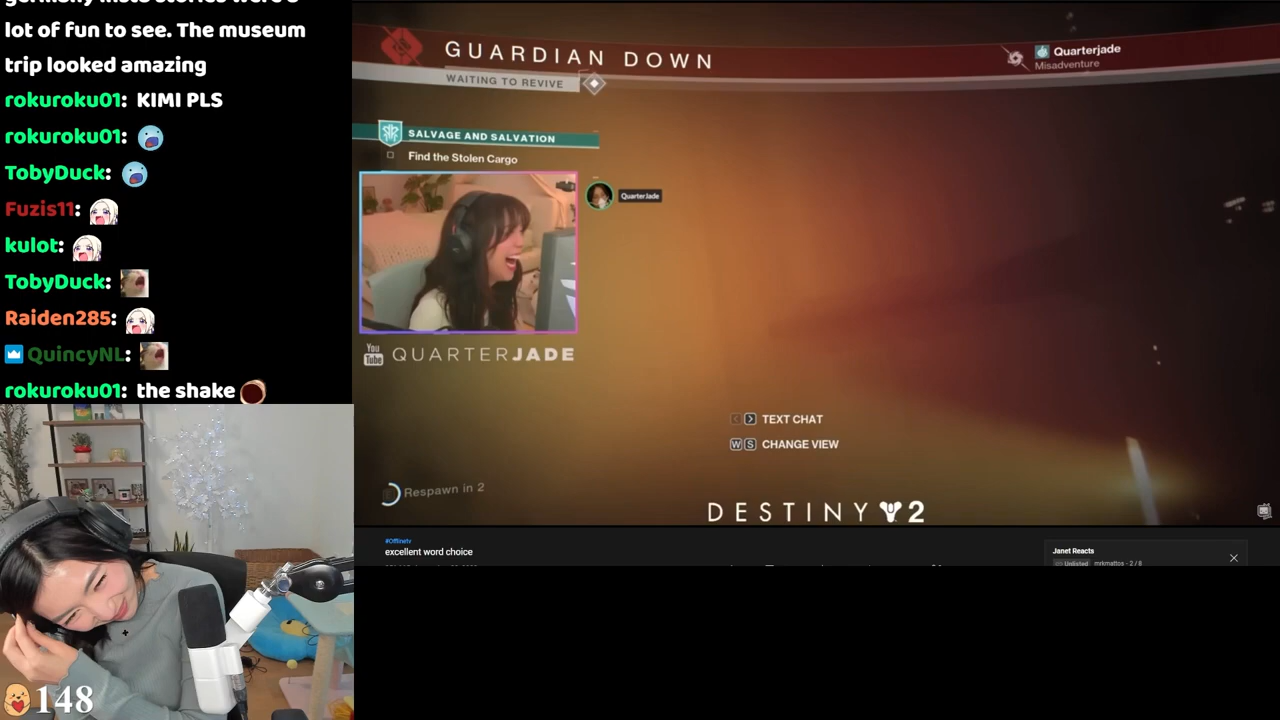 lot of fun to see. The museum
trip looked amazing
rokuroku01: KIMI PLS
rokuroku01:
TobyDuck:
Fuzis11:
kulot:
TobyDuck:
Raiden285:
QuincyNL:
rokuroku01: the shake
148
GUARDIAN DOWN
WAITING TO REVIVE
Quarterjade
Misadventure
SALVAGE AND SALVATION
Find the Stolen Cargo
QuarterJade
You
Tube
QUARTERJADE
< > TEXT CHAT
W S CHANGE VIEW
Respawn in 2
DESTINY 2
#Offlinetv
excellent word choice
Janet Reacts
Unlisted mrkmattos - 2 / 8